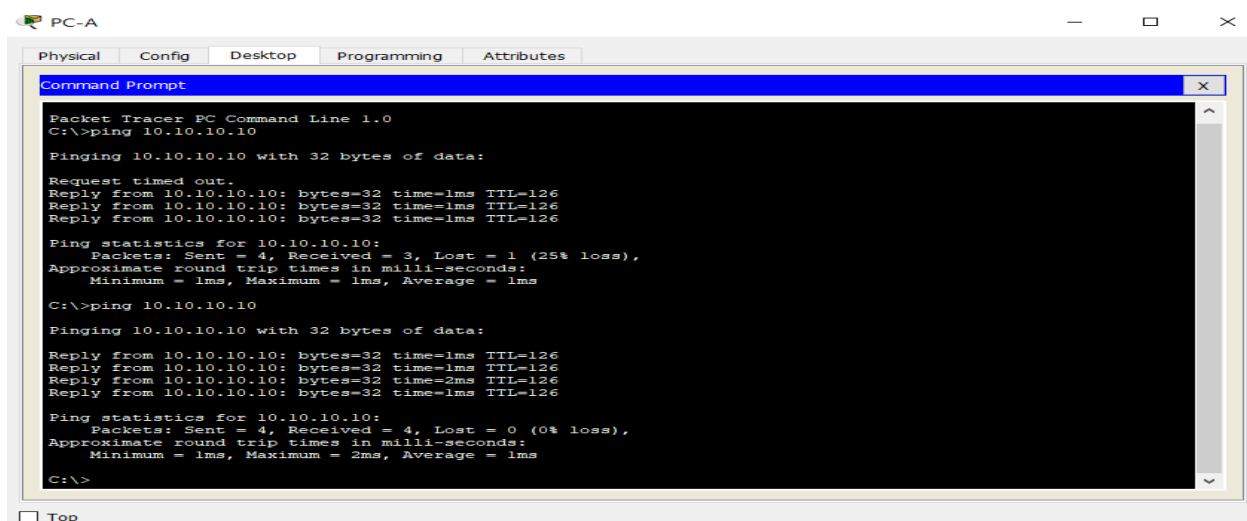 PC-A
Physical Config Desktop Programming Attributes
Command Prompt
X
Packet Tracer PC Command Line 1.0
C:\>ping 10.10.10.10
Pinging 10.10.10.10 with 32 bytes of data:
Request timed out.
Reply from 10.10.10.10: bytes=32 time=1ms TTL=126
Reply from 10.10.10.10: bytes=32 time=1ms TTL=126
Reply from 10.10.10.10: bytes=32 time=1ms TTL=126
Ping statistics for 10.10.10.10:
Packets: Sent = 4, Received = 3, Lost = 1 (25% loss),
Approximate round trip times in milli-seconds:
Minimum = 1ms, Maximum = 1ms, Average = 1ms
C:\>ping 10.10.10.10
Pinging 10.10.10.10 with 32 bytes of data:
Reply from 10.10.10.10: bytes=32 time=1ms TTL=126
Reply from 10.10.10.10: bytes=32 time=1ms TTL=126
Reply from 10.10.10.10: bytes=32 time=2ms TTL=126
Reply from 10.10.10.10: bytes=32 time=1ms TTL=126
Ping statistics for 10.10.10.10:
Packets: Sent = 4, Received = 4, Lost = 0 (0% loss),
Approximate round trip times in milli-seconds:
Minimum = 1ms, Maximum = 2ms, Average = 1ms
C:\>
Top